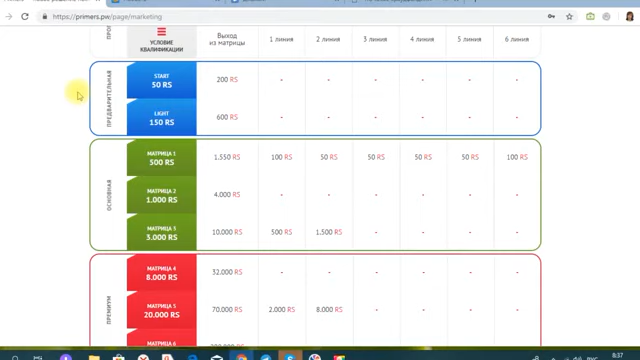 https://primers.pw/page/marketing
УСЛОВИЕ
КВАЛИФИКАЦИИ
Выход
из матрицы
1 линия
2 линия
3 линия
4 линия
5 линия
6 линия
ПРЕДВАРИТЕЛЬНАЯ
START
50 RS
200 RS
- - - - - -
LIGHT
150 RS
600 RS
- - - - - -
ОСНОВНАЯ
МАТРИЦА 1
500 RS
1.550 RS
100 RS
50 RS
50 RS
50 RS
50 RS
100 RS
МАТРИЦА 2
1.000 RS
4.000 RS
- - - - - -
МАТРИЦА 3
3.000 RS
10.000 RS
500 RS
1.500 RS
- - - -
ПРЕМИУМ
МАТРИЦА 4
8.000 RS
32.000 RS
- - - - - -
МАТРИЦА 5
20.000 RS
70.000 RS
2.000 RS
8.000 RS
- - - -
МАТРИЦА 6
РУС
8:37